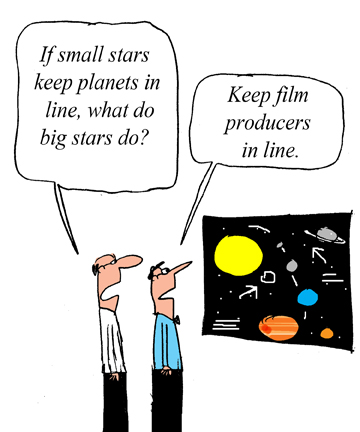 If small stars
keep planets in
line, what do
big stars do?
Keep film
producers
in line.